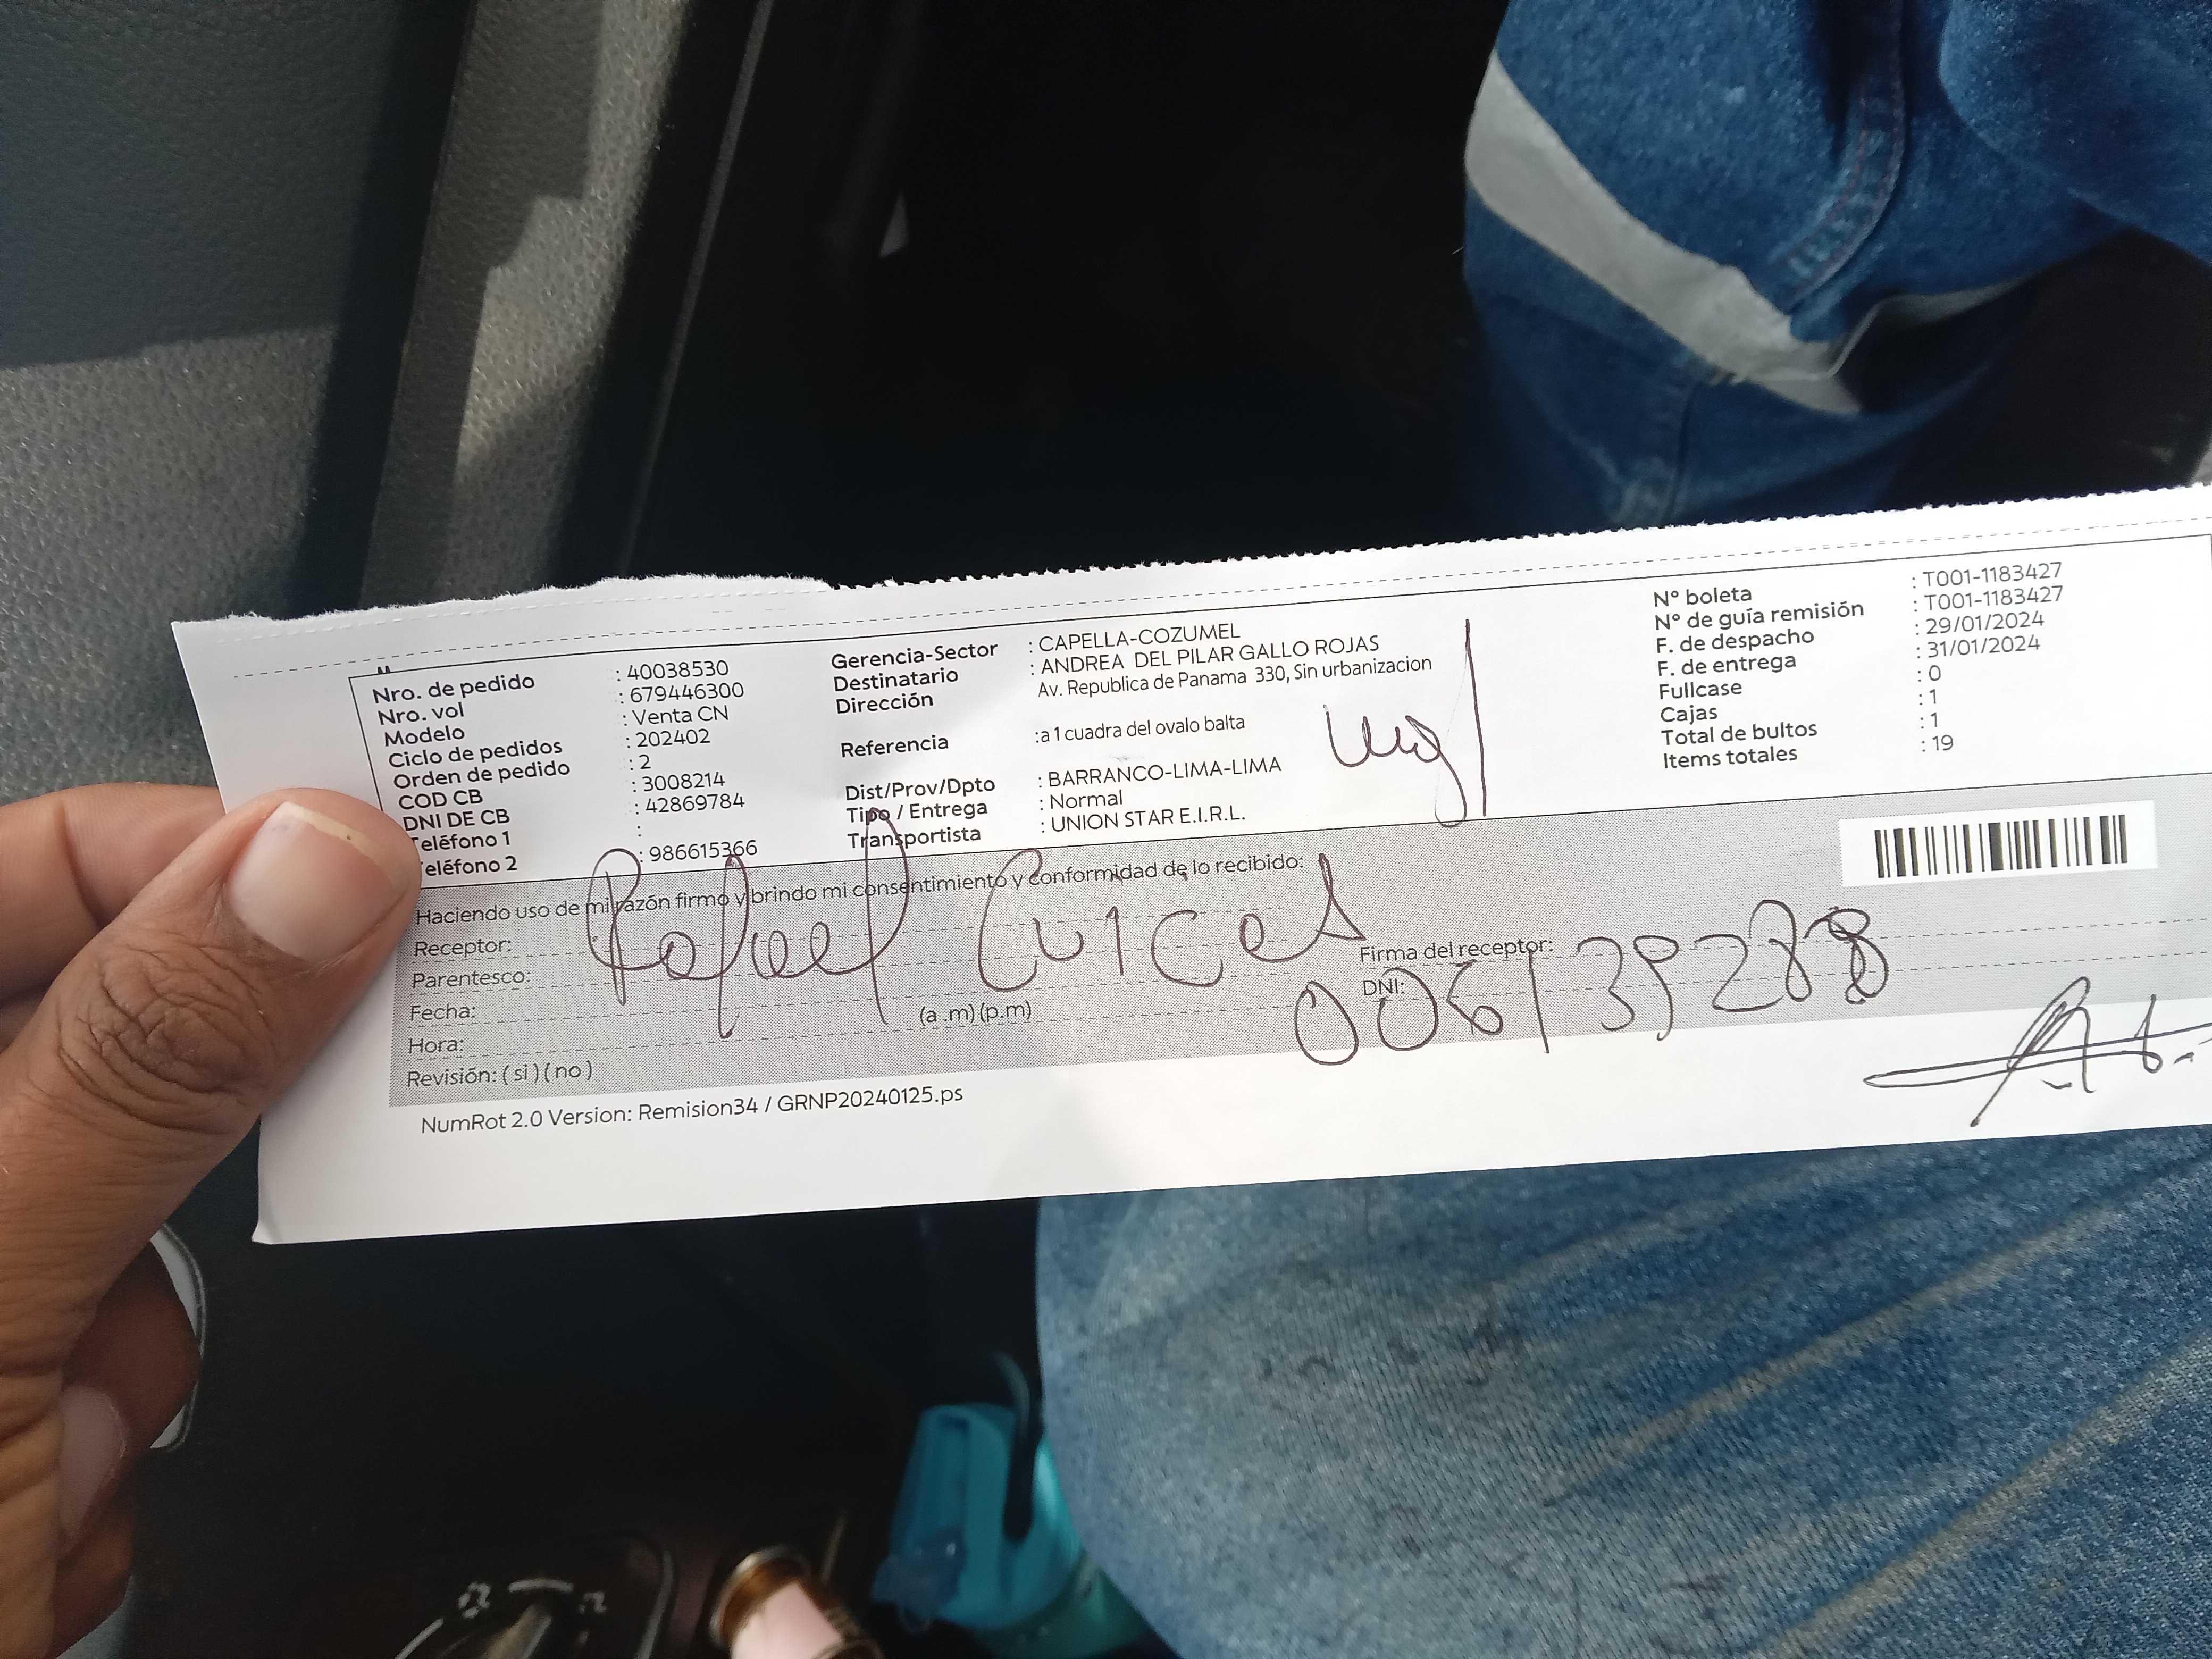 Nro. de pedido : 40038530
Nro. vol : 679446300
Modelo : Venta CN
Ciclo de pedidos : 202402
Orden de pedido : 2
COD CB : 3008214
DNI DE CB : 42869784
eléfono 1 :
eléfono 2 : 986615366
Gerencia-Sector : CAPELLA-COZUMEL
Destinatario : ANDREA DEL PILAR GALLO ROJAS
Dirección Av. Republica de Panama 330, Sin urbanizacion
Referencia :a 1 cuadra del ovalo balta
Dist/Prov/Dpto : BARRANCO-LIMA-LIMA
Tipo / Entrega : Normal
Transportista : UNION STAR E.I.R.L.
N° boleta : T001-1183427
N° de guía remisión : T001-1183427
F. de despacho : 29/01/2024
F. de entrega : 31/01/2024
Fullcase : 0
Cajas : 1
Total de bultos : 1
Items totales : 19
Haciendo uso de mi razón firmo y brindo mi consentimiento y conformidad de lo recibido:
Receptor: Rafael
Parentesco:
Fecha:
Hora: (a .m) (p.m)
Revisión: ( si ) ( no )
Firma del receptor:
DNI:
NumRot 2.0 Version: Remision34 / GRNP20240125.ps